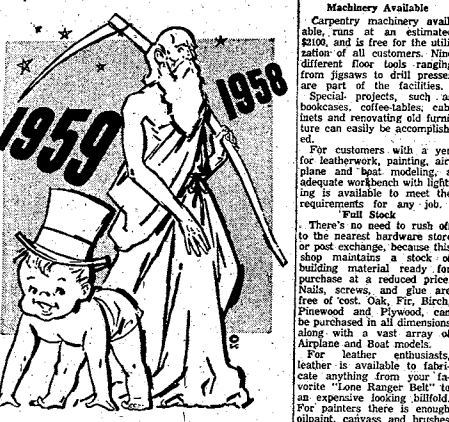 1959
1958
Machinery Available
Carpentry machinery avail
able, runs at an estimated
$2100, and is free for the utili
zation of all customers. Nine
different floor tools ranging
from jigsaws to drill presses
are part of the facilities.
Special projects, such a
bookcases, coffee-tables, cab
inets and renovating old furni
ture can easily be accomplish
ed.
For customers with a yen
for leatherwork, painting, air
plane and boat modeling,
adequate workbench with light
ing is available to meet the
requirements for any job.
Full Stock
There's no need to rush off
to the nearest hardware store
or post exchange, because this
shop maintains a stock of
building material ready for
purchase at a reduced price.
Nails, screws, and glue are
free of cost. Oak, Fir, Birch,
Pinewood and Plywood, can
be purchased in all dimensions
along with a vast array of
Airplane and Boat models.
For leather enthusiasts,
leather is available to fabri-
cate anything from your fa-
vorite "Lone Ranger Belt" to
an expensive looking billfold.
For painters there is enough
oilpaint, canvass and brushes